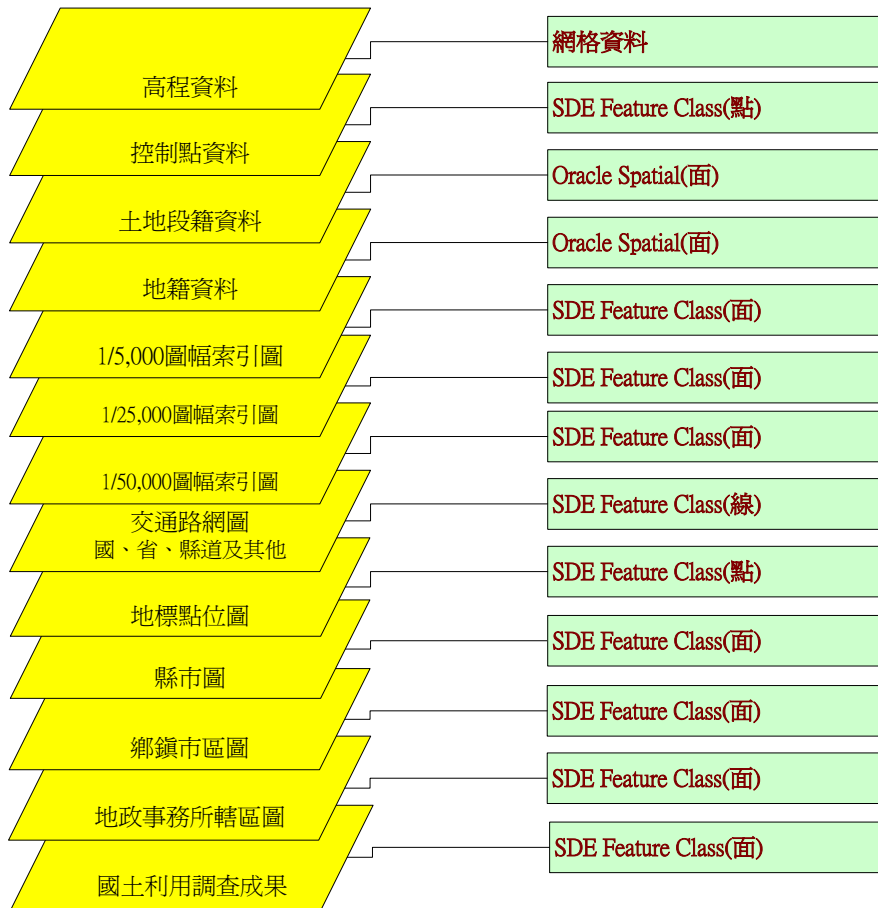 高程資料
網格資料
控制點資料
SDE Feature Class(點)
土地段籍資料
Oracle Spatial(面)
地籍資料
Oracle Spatial(面)
1/5,000圖幅索引圖
SDE Feature Class(面)
1/25,000圖幅索引圖
SDE Feature Class(面)
1/50,000圖幅索引圖
SDE Feature Class(面)
交通路網圖
國、省、縣道及其他
SDE Feature Class(線)
地標點位圖
SDE Feature Class(點)
縣市圖
SDE Feature Class(面)
鄉鎮市區圖
SDE Feature Class(面)
地政事務所轄區圖
SDE Feature Class(面)
國土利用調查成果
SDE Feature Class(面)